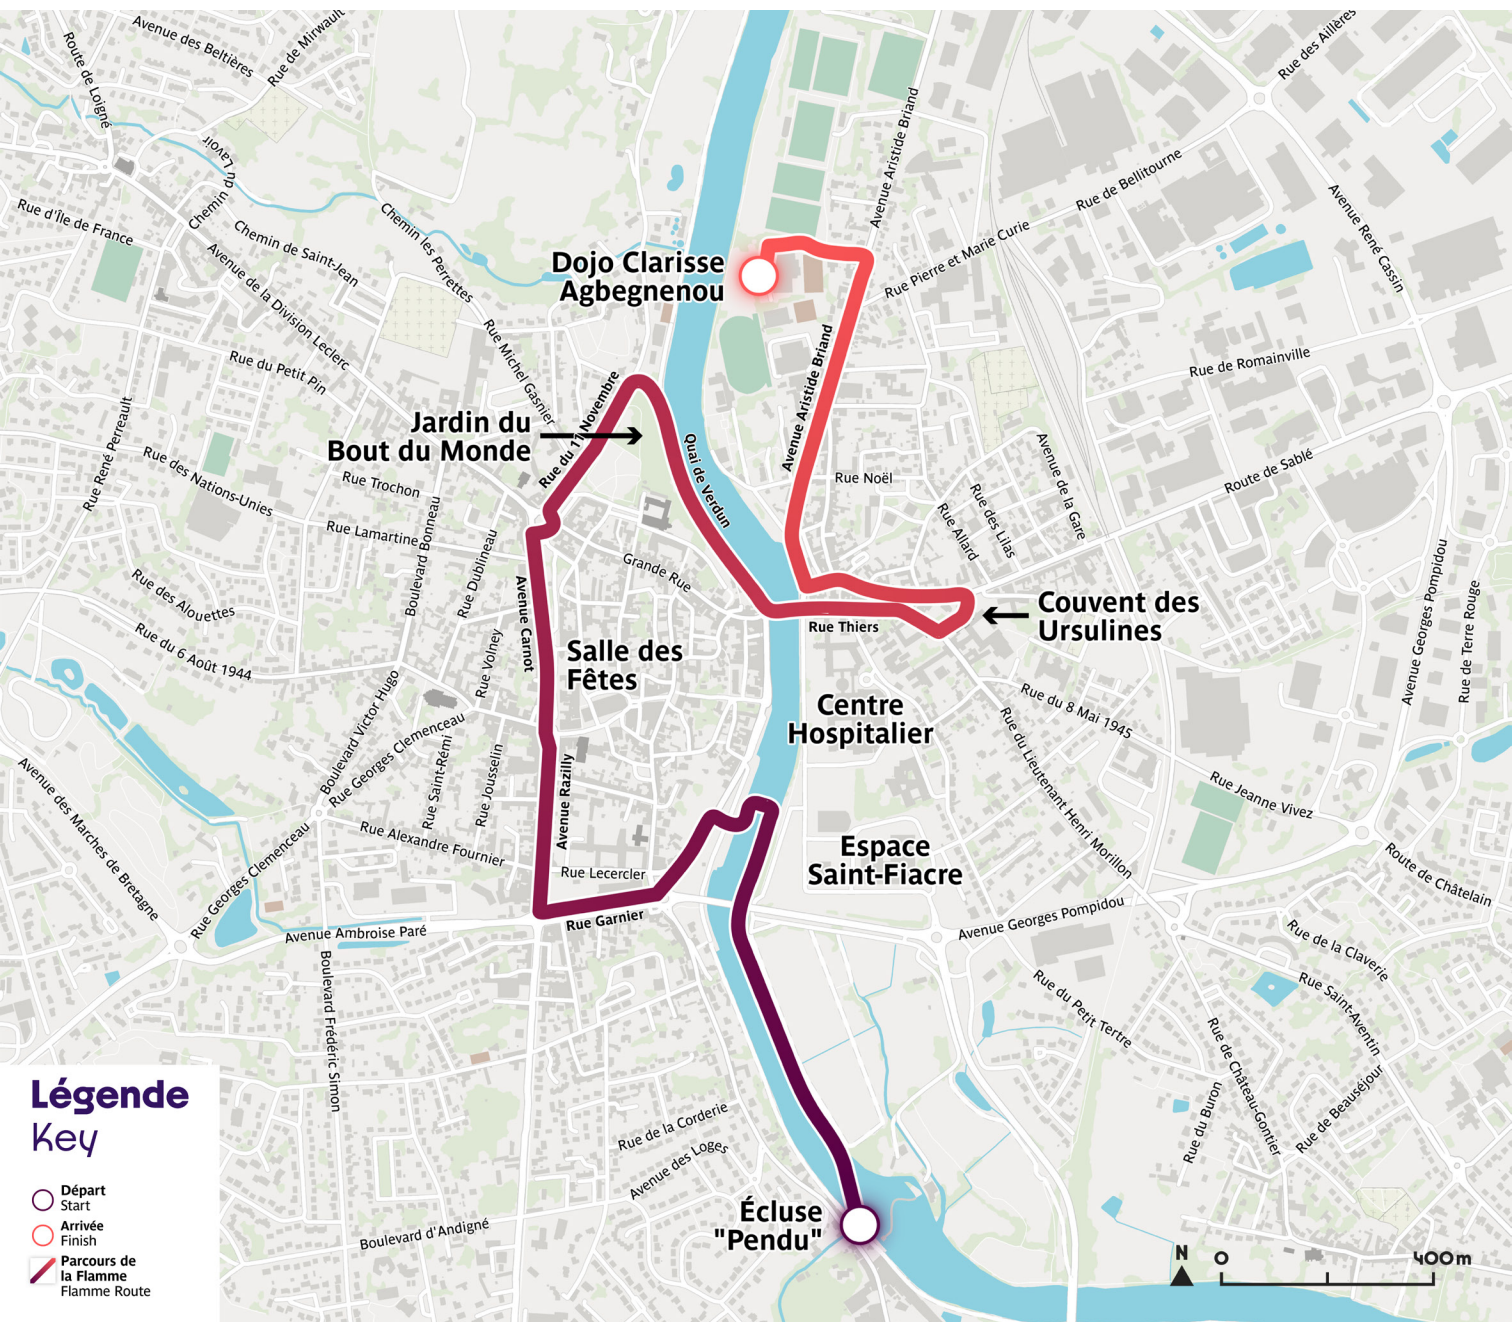 Avenue des Beltières
Rue de Mirwault
Route de Loigné
Rue des Ailères
Chemin du Lavoir
Avenue Aristide Briand
Rue de Bellitourne
Avenue René Cassin
Rue d'Île de France
Chemin de Saint-Jean
Chemin les Perrettes
Avenue de la Division Leclerc
Rue Pierre et Marie Curie
Dojo Clarisse
Agbegnenou
Rue Michel Gasnier
Rue du Petit Pin
Rue de Romainville
Avenue Aristide Briand
Rue du 11 Novembre
Jardin du
Bout du Monde
Rue René Perreault
Rue des Nations-Unies
Rue Trochon
Quai de Verdun
Rue Noël
Avenue de la Gare
Route de Sablé
Rue Lamartine
Boulevard Bonneau
Rue Dublineau
Rue Allard
Rue des Lilas
Grande Rue
Avenue Carnot
Rue des Alouettes
Rue du 6 Août 1944
Rue Thiers
Couvent des
Ursulines
Avenue Georges Pompidou
Rue de Terre Rouge
Salle des
Fêtes
Rue Volney
Boulevard Victor Hugo
Rue Georges Clemenceau
Centre
Hospitalier
Rue du 8 Mai 1945
Rue du Lieutenant Henri Morillon
Rue Jeanne Vivez
Avenue des Marches de Bretagne
Rue Saint-Rémi
Rue Jousselin
Avenue Razilly
Rue Alexandre Fournier
Rue Georges Clemenceau
Rue Lecercler
Espace
Saint-Fiacre
Route de Châtelain
Rue Garnier
Avenue Ambroise Paré
Avenue Georges Pompidou
Rue de la Claverie
Boulevard Frédéric Simon
Rue du Petit Tertre
Rue Saint-Aventin
Rue de Château-Gontier
Rue de Beauséjour
Rue du Buron
Rue de la Corderie
Avenue des Loges
Boulevard d'Andigné
Écluse
"Pendu"
Légende
Key
Départ
Start
Arrivée
Finish
Parcours de
la Flamme
Flamme Route
N
0
400m